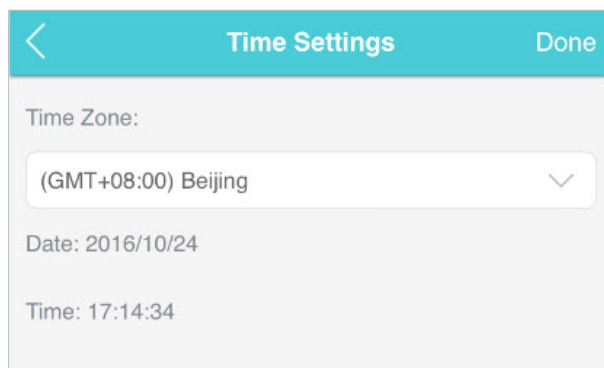 Time Settings
Done
Time Zone:
(GMT+08:00) Beijing
Date: 2016/10/24
Time: 17:14:34